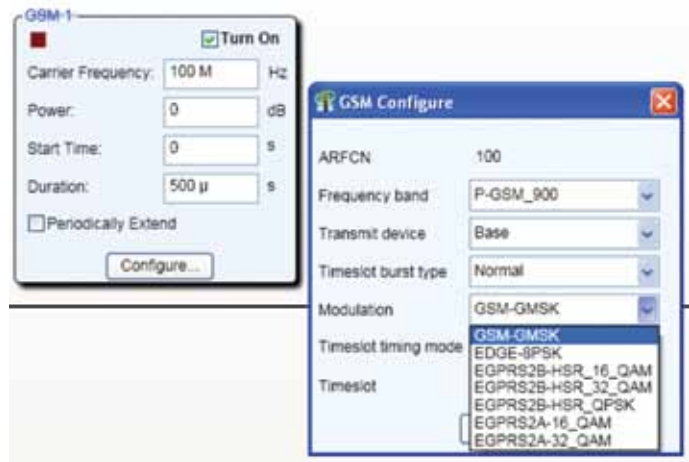 GSM-1
Turn On
Carrier Frequency: 100 M Hz
Power: 0 dB
Start Time: 0 s
Duration: 500 µ s
Periodically Extend
Configure...
GSM Configure
ARFCN 100
Frequency band P-GSM_900
Transmit device Base
Timeslot burst type Normal
Modulation GSM-GMSK
GSM-GMSK
EDGE-8PSK
EGPRS2B-HSR_16_QAM
EGPRS2B-HSR_32_QAM
EGPRS2B-HSR_QPSK
EGPRS2A-16_QAM
EGPRS2A-32_QAM
Timeslot timing mode
Timeslot